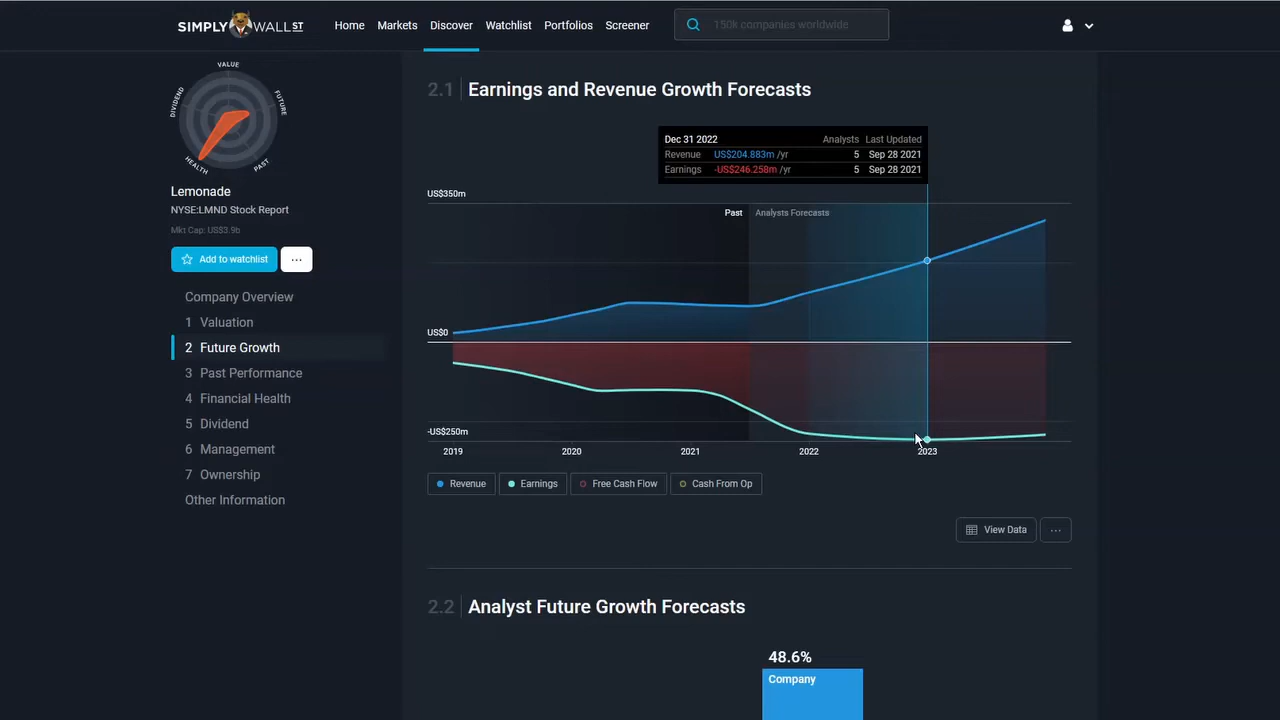 SIMPLY WALL ST
Home Markets Discover Watchlist Portfolios Screener
150k companies worldwide
VALUE
FUTURE
PAST
HEALTH
DIVIDEND
Lemonade
NYSE:LMND Stock Report
Mkt Cap: US$3.9b
Add to watchlist
...
Company Overview
1 Valuation
2 Future Growth
3 Past Performance
4 Financial Health
5 Dividend
6 Management
7 Ownership
Other Information
2.1 Earnings and Revenue Growth Forecasts
Dec 31 2022 Analysts Last Updated
Revenue US$204.883m /yr 5 Sep 28 2021
Earnings -US$246.258m /yr 5 Sep 28 2021
US$350m
Past Analysts Forecasts
US$0
-US$250m
2019 2020 2021 2022 2023
Revenue Earnings Free Cash Flow Cash From Op
View Data ...
2.2 Analyst Future Growth Forecasts
48.6%
Company